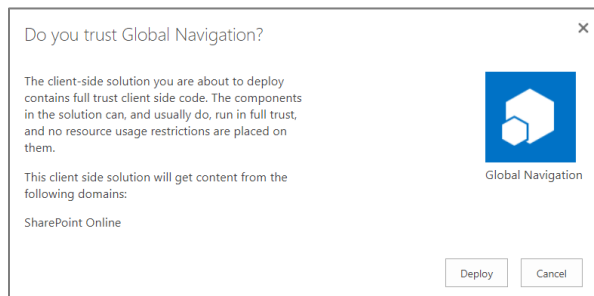 Do you trust Global Navigation?
The client-side solution you are about to deploy
contains full trust client side code. The components
in the solution can, and usually do, run in full trust,
and no resource usage restrictions are placed on
them.
This client side solution will get content from the
following domains:
SharePoint Online
Global Navigation
Deploy
Cancel